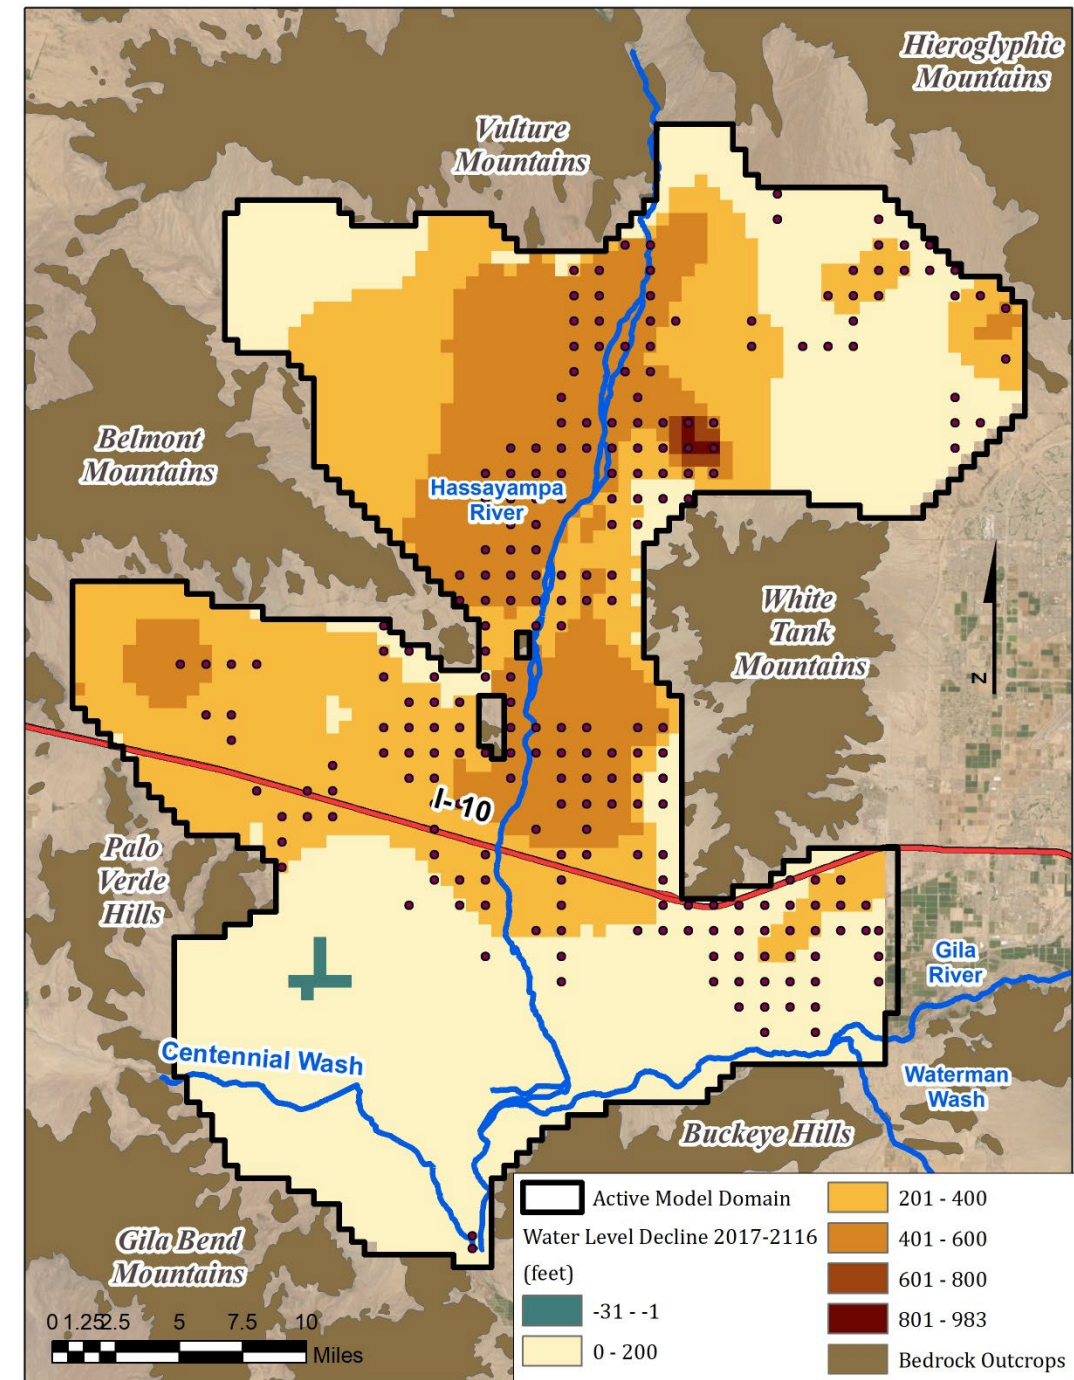 Hieroglyphic
Mountains
Vulture
Mountains
Belmont
Mountains
Hassayampa
River
White
Tank
Mountains
N
I-10
Palo
Verde
Hills
Gila
River
Centennial Wash
Waterman
Wash
Buckeye Hills
Gila Bend
Mountains
0 1.25 2.5 5 7.5 10
Miles
Active Model Domain
Water Level Decline 2017-2116
(feet)
-31 - -1
0 - 200
201 - 400
401 - 600
601 - 800
801 - 983
Bedrock Outcrops